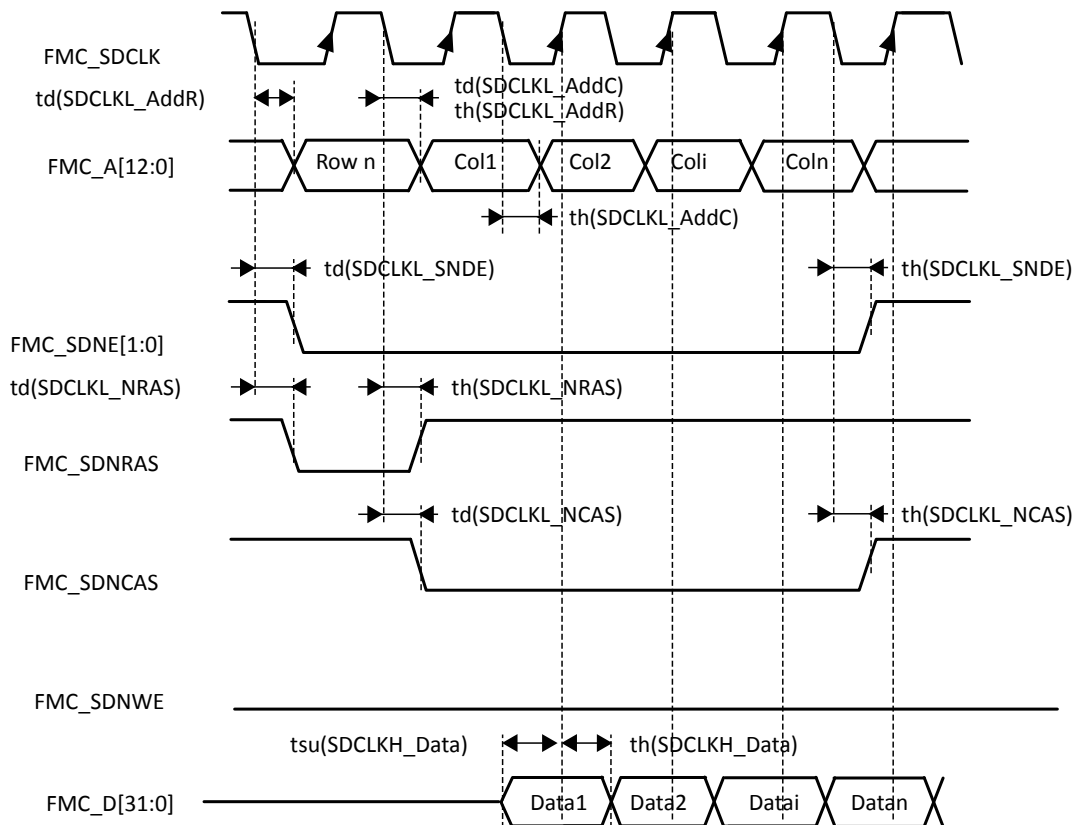 FMC_SDCLK
td(SDCLKL_AddR)
td(SDCLKL_AddC)
th(SDCLKL_AddR)
FMC_A[12:0]
Row n
Col1
Col2
Coli
Coln
th(SDCLKL_AddC)
td(SDCLKL_SNDE)
th(SDCLKL_SNDE)
FMC_SDNE[1:0]
td(SDCLKL_NRAS)
th(SDCLKL_NRAS)
FMC_SDNRAS
td(SDCLKL_NCAS)
th(SDCLKL_NCAS)
FMC_SDNCAS
FMC_SDNWE
tsu(SDCLKH_Data)
th(SDCLKH_Data)
FMC_D[31:0]
Data1
Data2
Datai
Datan